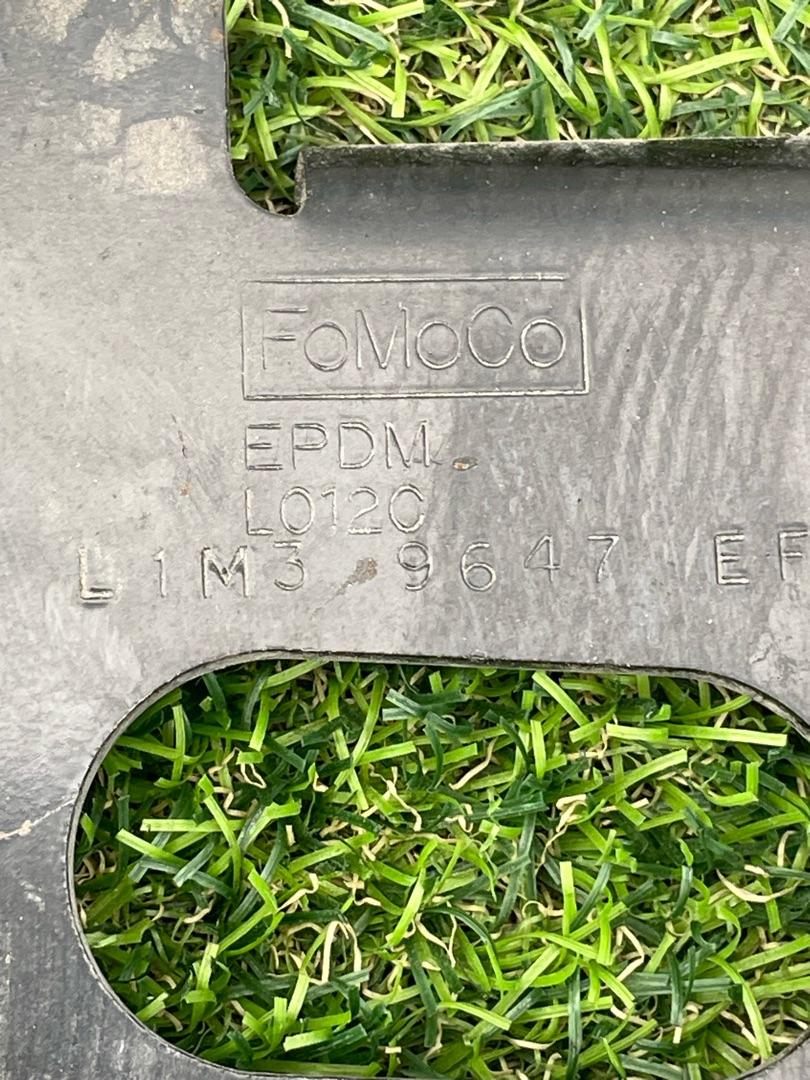 FoMoCo
EPDM
L012C
L1M3 9647 EF